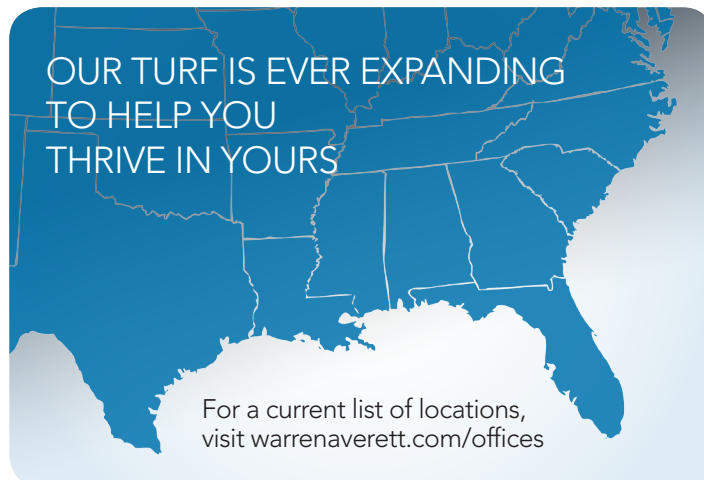 OUR TURF IS EVER EXPANDING
TO HELP YOU
THRIVE IN YOURS
For a current list of locations,
visit warrenaverett.com/offices